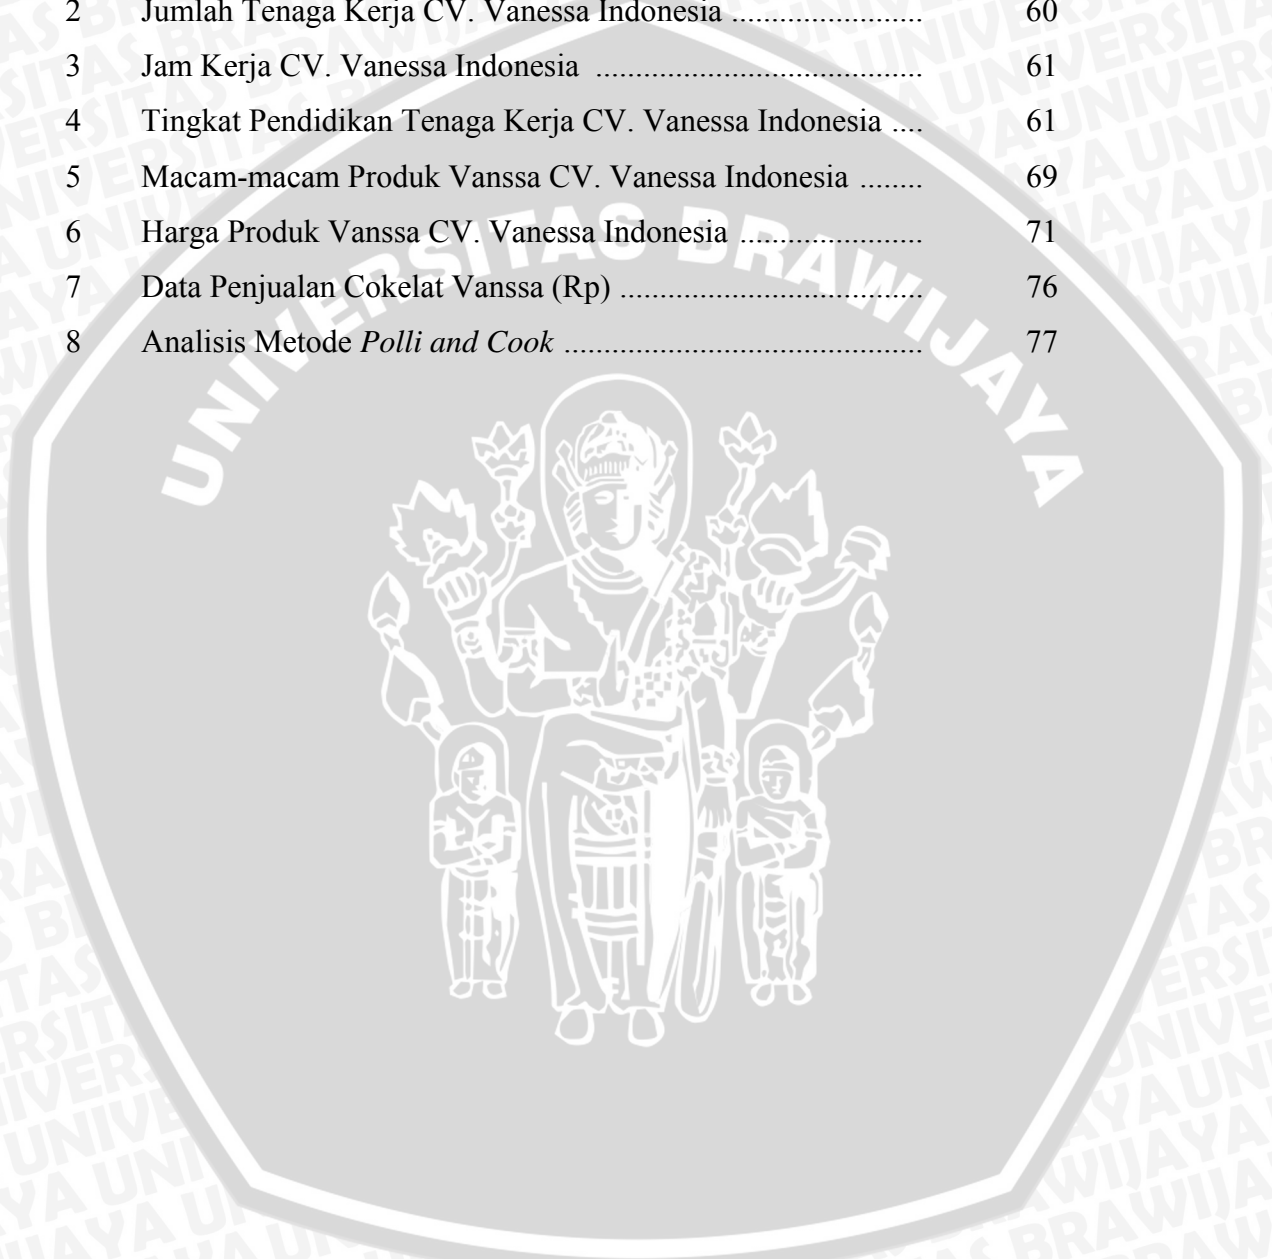 2 Jumlah Tenaga Kerja CV. Vanessa Indonesia ........................ 60
3 Jam Kerja CV. Vanessa Indonesia ......................................... 61
4 Tingkat Pendidikan Tenaga Kerja CV. Vanessa Indonesia .... 61
5 Macam-macam Produk Vanssa CV. Vanessa Indonesia ........ 69
6 Harga Produk Vanssa CV. Vanessa Indonesia ....................... 71
7 Data Penjualan Cokelat Vanssa (Rp) ...................................... 76
8 Analisis Metode Polli and Cook ............................................. 77
UNIVERSITAS BRAWIJAYA